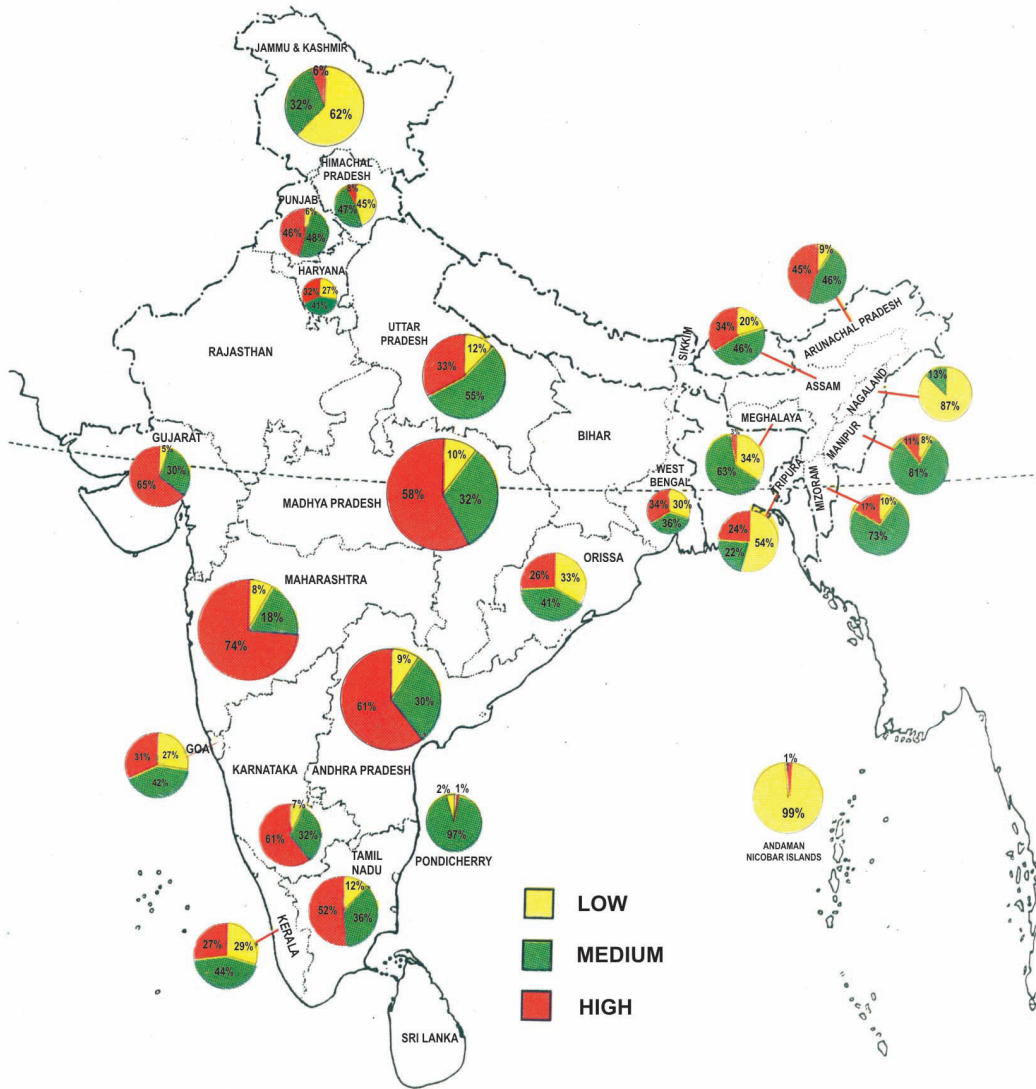 JAMMU & KASHMIR
6%
32%
62%
HIMACHAL
PRADESH
8%
47%
45%
PUNJAB
6%
46%
48%
HARYANA
32%
27%
41%
RAJASTHAN
UTTAR
PRADESH
12%
33%
55%
SIKKIM
34%
20%
46%
ASSAM
9%
45%
46%
ARUNACHAL PRADESH
NAGALAND
13%
87%
MEGHALAYA
34%
63%
MANIPUR
11%
8%
81%
BIHAR
GUJARAT
5%
30%
65%
MADHYA PRADESH
10%
58%
32%
WEST
BENGAL
34%
30%
36%
TRIPURA
24%
54%
22%
MIZORAM
17%
10%
73%
ORISSA
26%
33%
41%
MAHARASHTRA
8%
18%
74%
9%
30%
61%
ANDHRA PRADESH
GOA
31%
27%
42%
KARNATAKA
7%
61%
32%
2%
1%
97%
PONDICHERRY
1%
99%
ANDAMAN
NICOBAR ISLANDS
TAMIL
NADU
12%
52%
36%
KERALA
27%
29%
44%
LOW
MEDIUM
HIGH
SRI LANKA